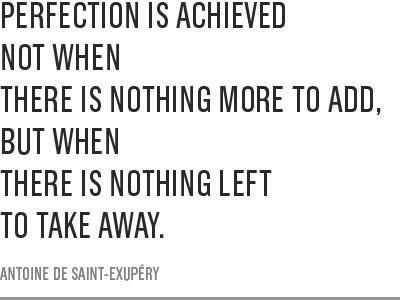 PERFECTION IS ACHIEVED
NOT WHEN
THERE IS NOTHING MORE TO ADD,
BUT WHEN
THERE IS NOTHING LEFT
TO TAKE AWAY.
ANTOINE DE SAINT-EXUPÉRY